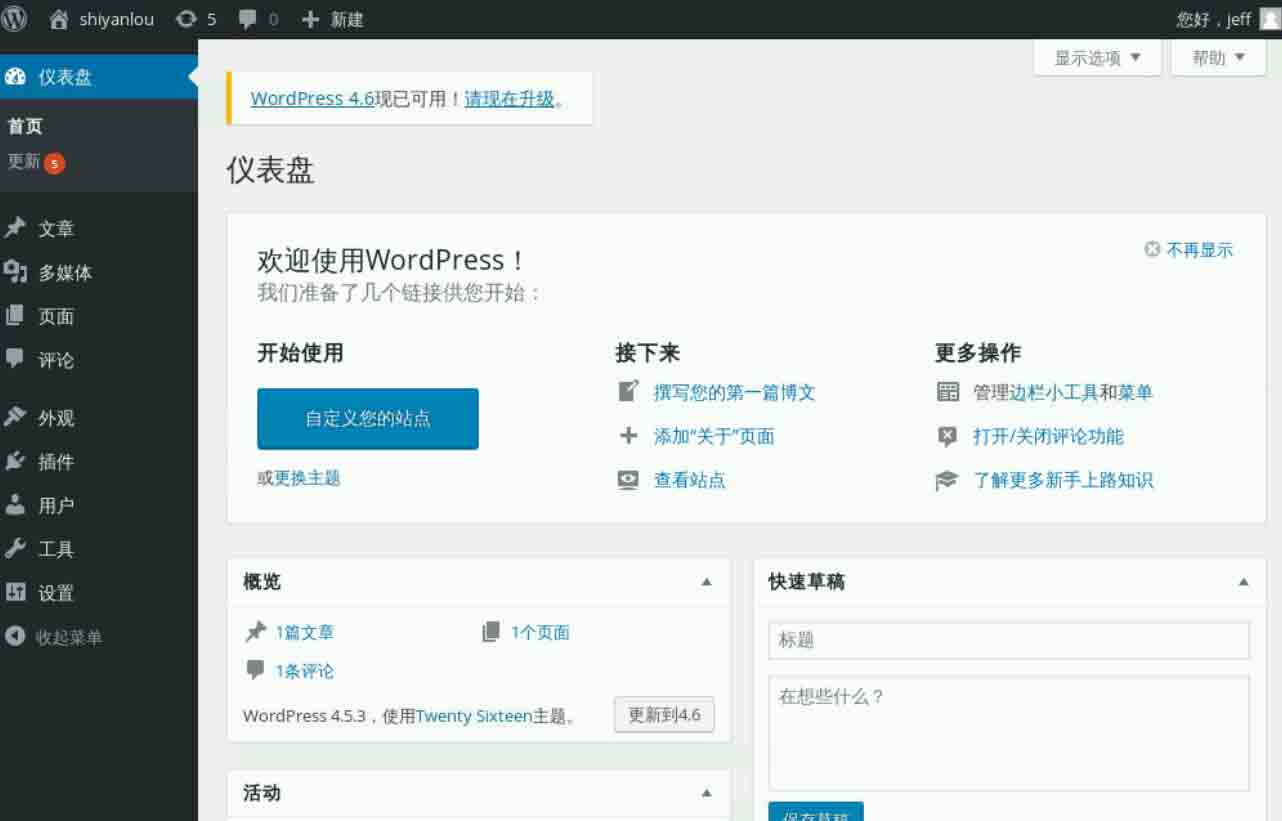 shiyanlou 5 0 新建 您好，jeff
显示选项 帮助
仪表盘
首页
更新 5
文章
多媒体
页面
评论
外观
插件
用户
工具
设置
收起菜单
WordPress 4.6现已可用！请现在升级。
仪表盘
欢迎使用WordPress！
不再显示
我们准备了几个链接供您开始：
开始使用
自定义您的站点
或更换主题
接下来
撰写您的第一篇博文
添加“关于”页面
查看站点
更多操作
管理边栏小工具和菜单
打开/关闭评论功能
了解更多新手上路知识
概览
1篇文章 1个页面
1条评论
WordPress 4.5.3，使用Twenty Sixteen主题。 更新到4.6
活动
快速草稿
标题
在想些什么？
保存草稿